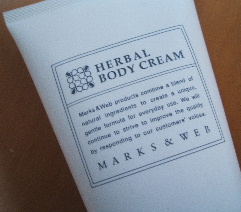 HERBAL
BODY CREAM
Marks & Web products combine a blend of
natural ingredients to create a unique,
gentle formula for everyday use. We will
continue to strive to improve the quality
by responding to our customers' voices.
MARKS & WEB